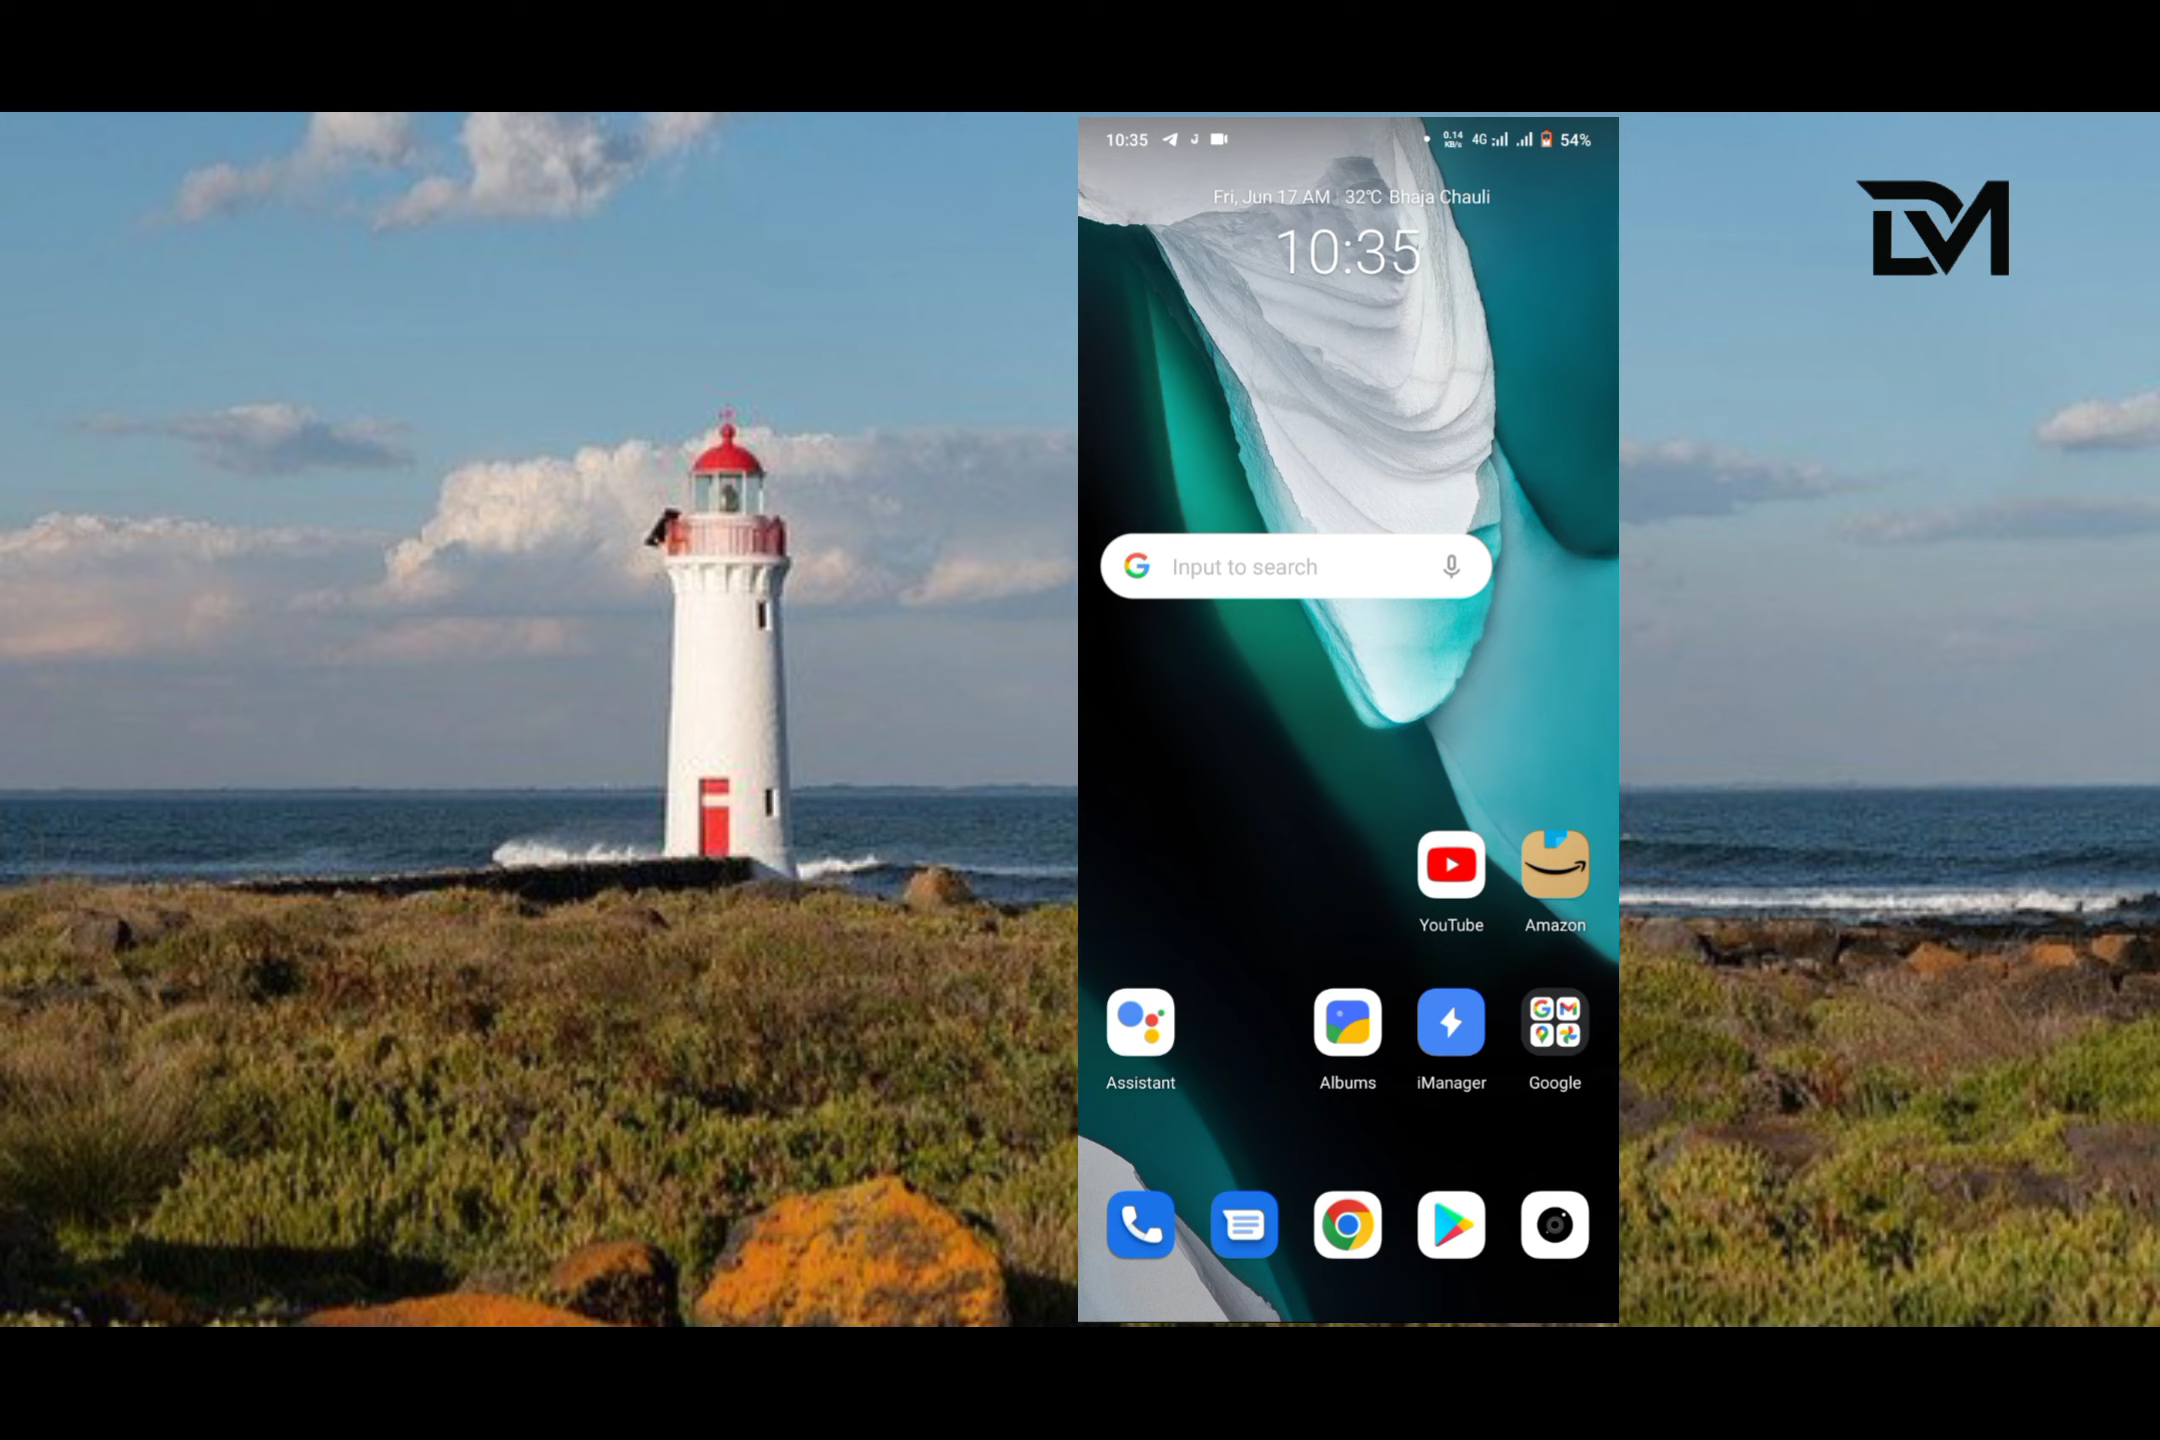 10:35 J 0.14 KB/s 4G 54%
Fri, Jun 17 AM 32℃ Bhaja Chauli
10:35
Input to search
YouTube Amazon
Assistant Albums iManager Google
DM